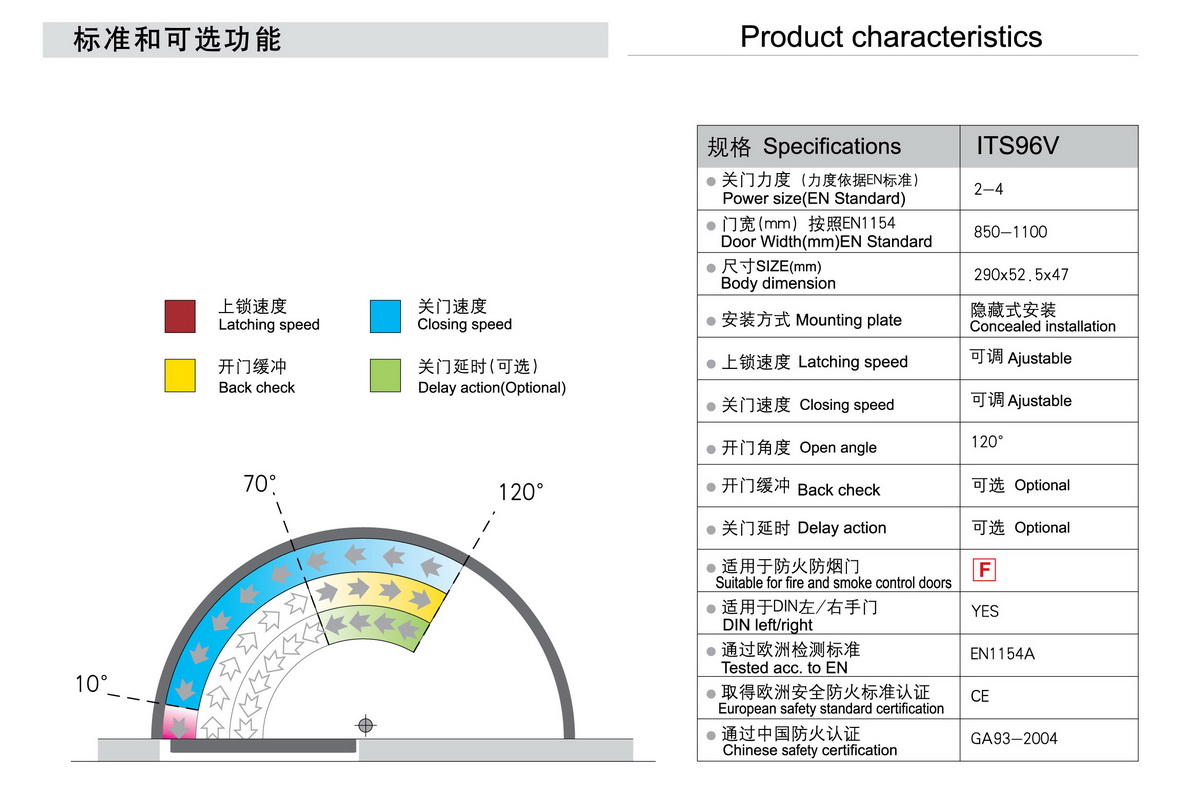 标准和可选功能
Product characteristics
上锁速度
Latching speed
关门速度
Closing speed
开门缓冲
Back check
关门延时(可选)
Delay action(Optional)
70°
120°
10°
规格 Specifications ITS96V
关门力度 (力度依据EN标准)
Power size(EN Standard)
2-4
门宽(mm) 按照EN1154
Door Width(mm)EN Standard
850-1100
尺寸SIZE(mm)
Body dimension
290x52.5x47
安装方式 Mounting plate
隐藏式安装
Concealed installation
上锁速度 Latching speed
可调 Ajustable
关门速度 Closing speed
可调 Ajustable
开门角度 Open angle
120°
开门缓冲 Back check
可选 Optional
关门延时 Delay action
可选 Optional
适用于防火防烟门
Suitable for fire and smoke control doors
F
适用于DIN左/右手门
DIN left/right
YES
通过欧洲检测标准
Tested acc. to EN
EN1154A
取得欧洲安全防火标准认证
European safety standard certification
CE
通过中国防火认证
Chinese safety certification
GA93-2004